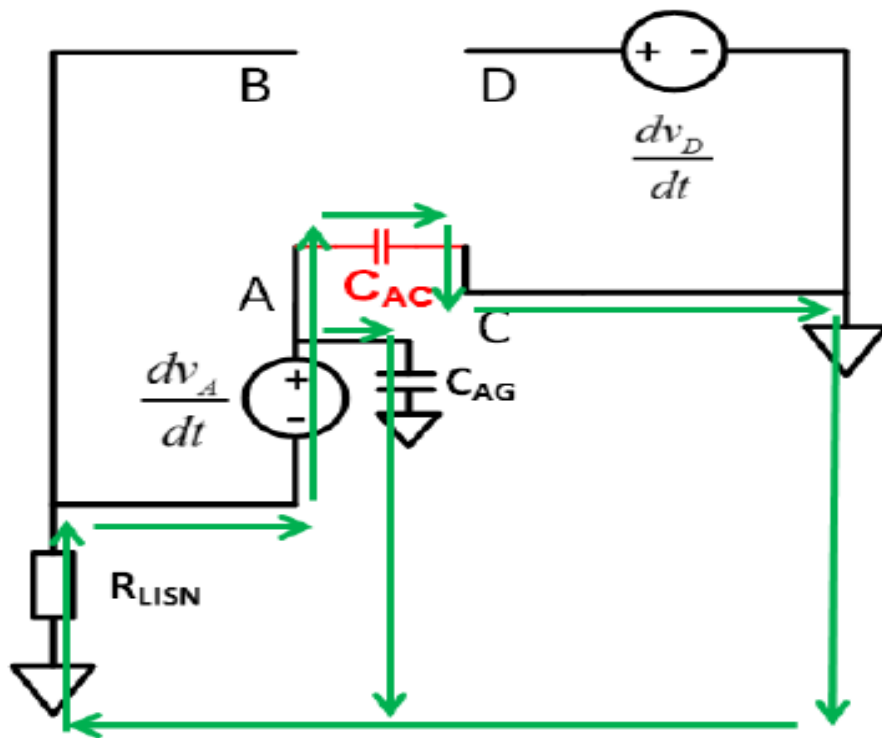 B
D
+ -
dv_D
dt
A
C_AC
C
dv_A
dt
+
-
C_AG
R_LISN